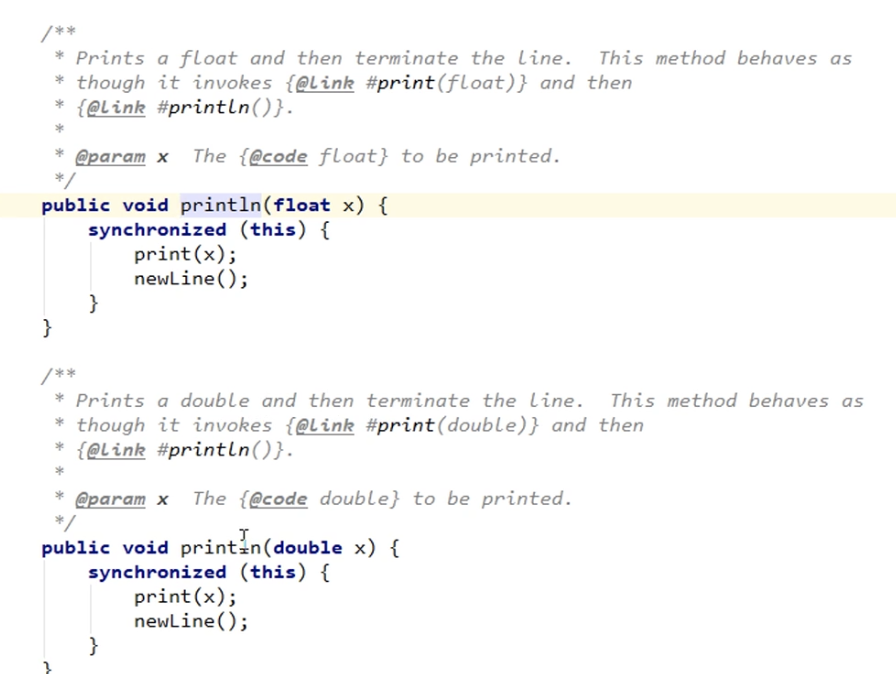 /**
* Prints a float and then terminate the line.  This method behaves as
* though it invokes {@link #print(float)} and then
* {@link #println()}.
*
* @param x  The {@code float} to be printed.
*/
public void println(float x) {
synchronized (this) {
print(x);
newLine();
}
}
/**
* Prints a double and then terminate the line.  This method behaves as
* though it invokes {@link #print(double)} and then
* {@link #println()}.
*
* @param x  The {@code double} to be printed.
*/
public void println(double x) {
synchronized (this) {
print(x);
newLine();
}
}